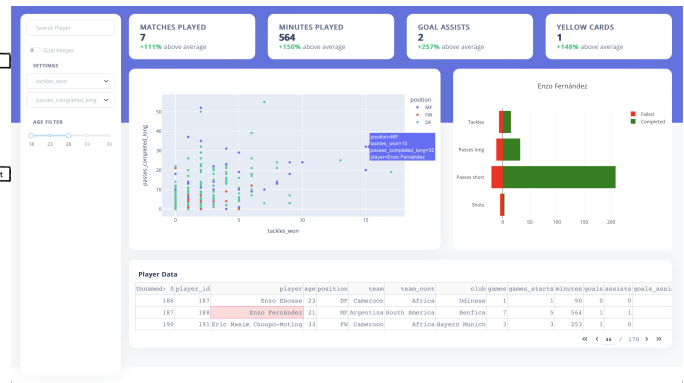 Search Player
Goal keeper
SETTINGS
tackles_won
passes_completed_long
AGE FILTER
18 23 28 33 39
MATCHES PLAYED
7
+111% above average
MINUTES PLAYED
564
+150% above average
GOAL ASSISTS
2
+257% above average
YELLOW CARDS
1
+148% above average
position
MF
FW
DF
position=MF
tackles_won=15
passes_completed_long=32
player=Enzo Fernández
passes_completed_long
50
40
30
20
10
0
0 5 10 15
tackles_won
Enzo Fernández
Failed
Completed
Tackles
Passes long
Passes short
Shots
0 50 100 150 200
Player Data
Unnamed: 0 player_id player age position team team_cont club games games_starts minutes goals assists goals_assi
186 187 Enzo Ebosse 23 DF Cameroon Africa Udinese 1 1 90 0 0
187 188 Enzo Fernández 21 MF Argentina South America Benfica 7 5 564 1 1
190 191 Eric Maxim Choupo-Moting 33 FW Cameroon Africa Bayern Munich 3 3 253 1 0
<< < 46 / 170 > >>